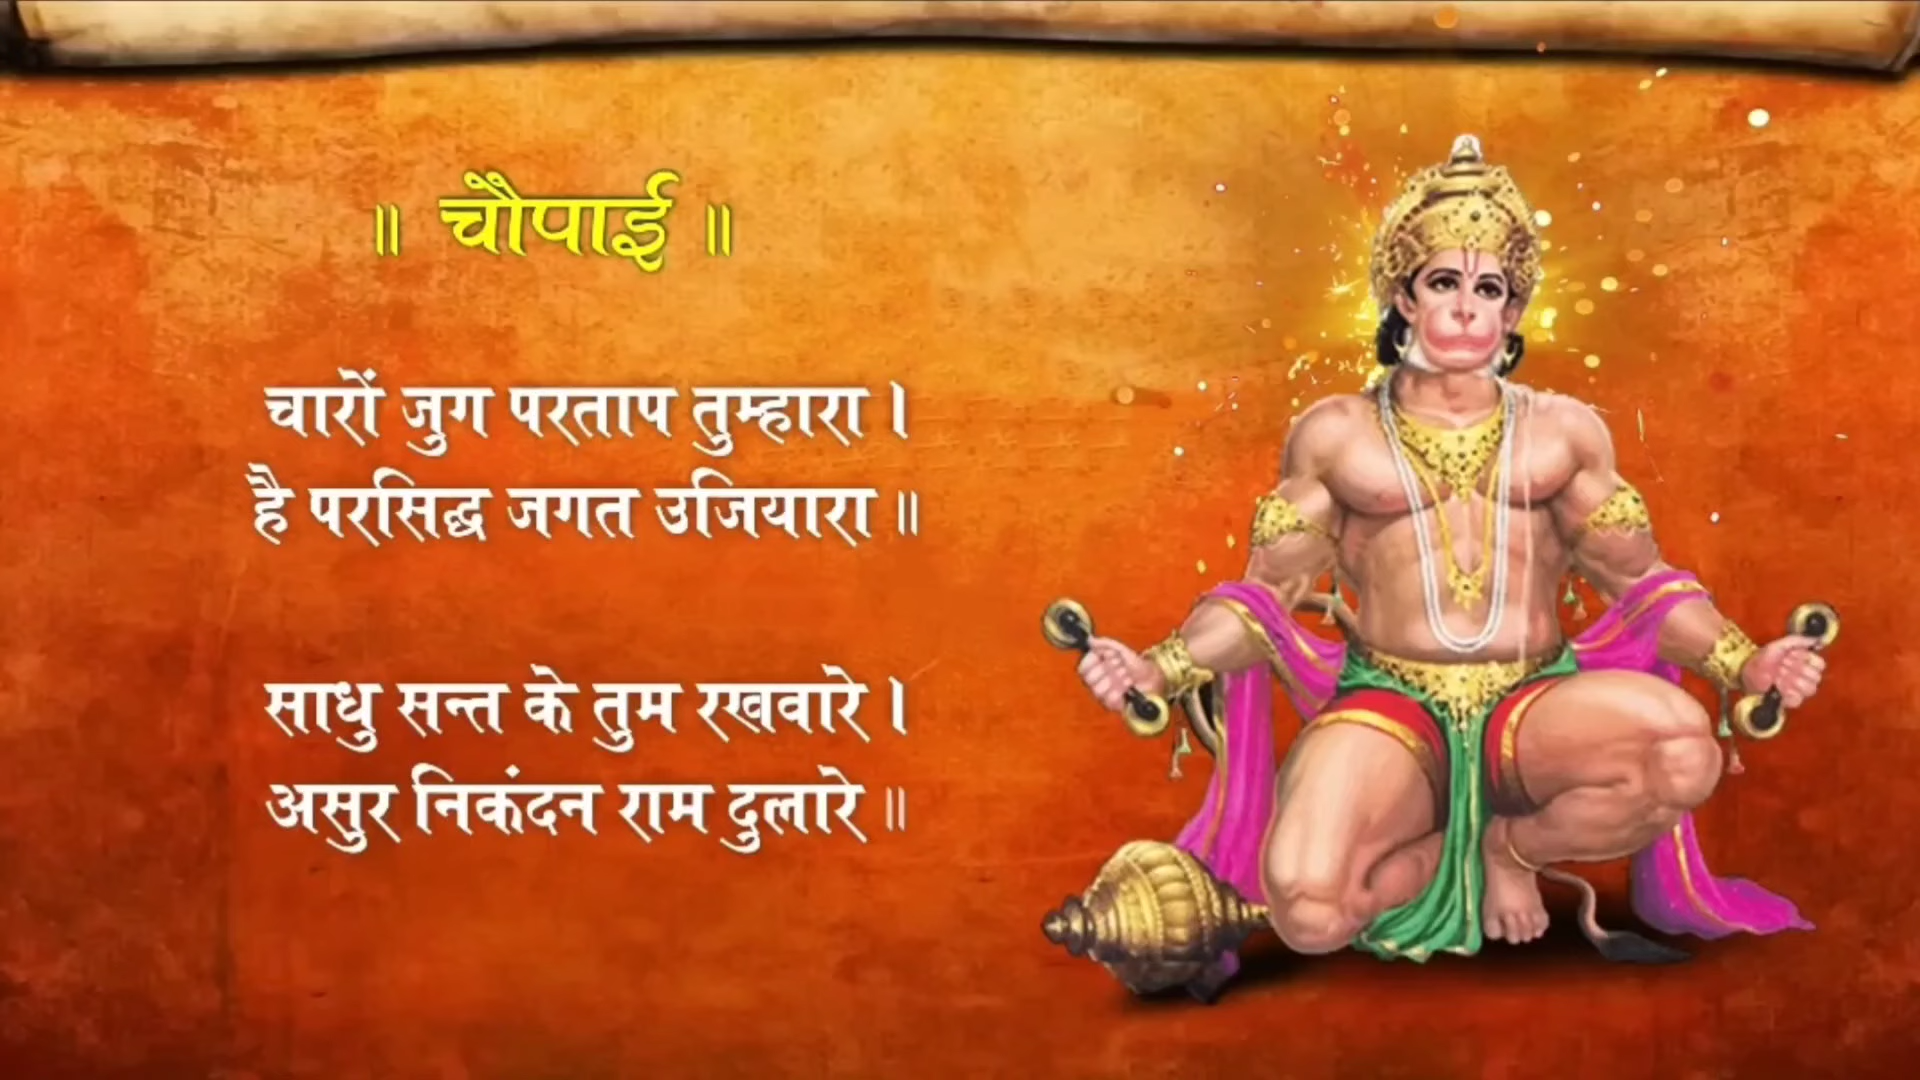 ॥ चौपाई ॥
चारों जुग परताप तुम्हारा ।
है परसिद्ध जगत उजियारा ॥
साधु सन्त के तुम रखवारे ।
असुर निकंदन राम दुलारे ॥